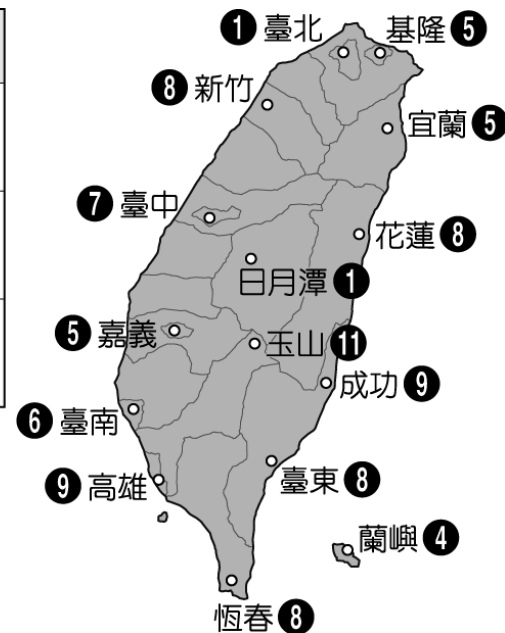 ❶ 臺北
基隆 ❺
❽ 新竹
宜蘭 ❺
❼ 臺中
花蓮 ❽
日月潭 ❶
❺ 嘉義
玉山 ⓫
成功 ❾
❻ 臺南
❾ 高雄
臺東 ❽
蘭嶼 ❹
恆春 ❽